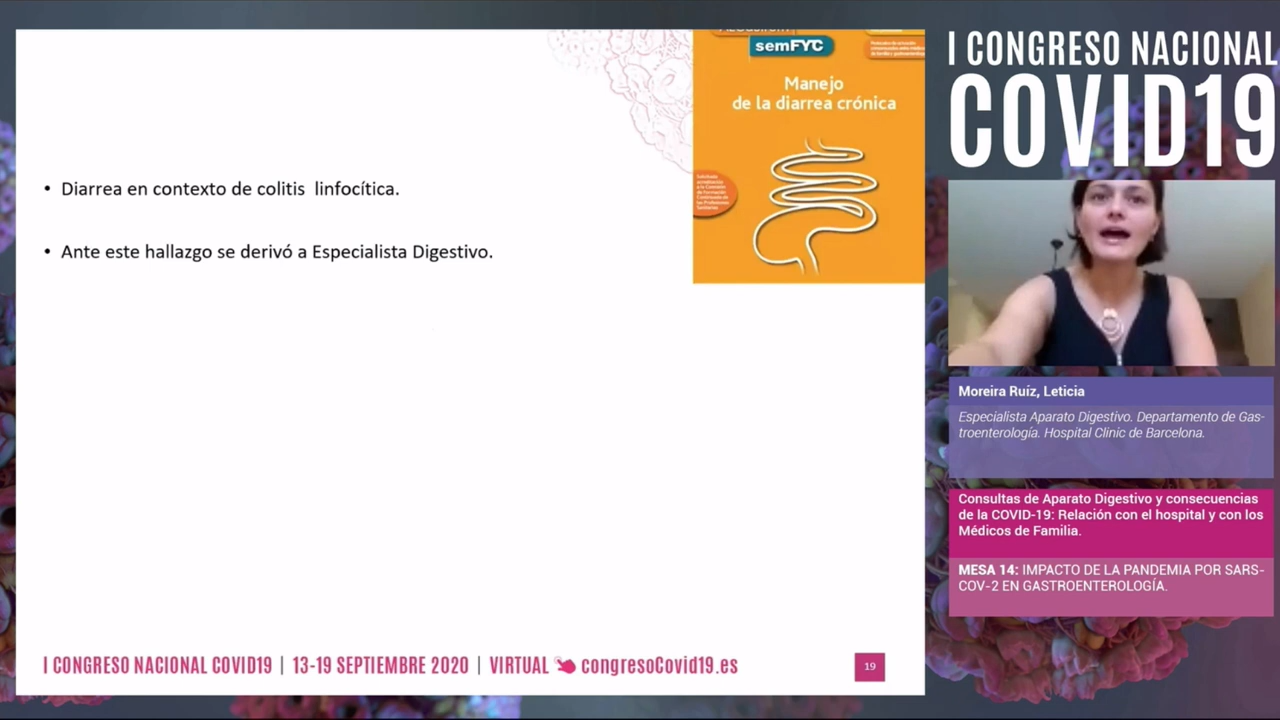 semFYC
Manejo
de la diarrea crónica
• Diarrea en contexto de colitis linfocítica.
• Ante este hallazgo se derivó a Especialista Digestivo.
I CONGRESO NACIONAL COVID19 | 13-19 SEPTIEMBRE 2020 | VIRTUAL congresoCovid19.es
19
I CONGRESO NACIONAL
COVID19
Moreira Ruíz, Leticia
Especialista Aparato Digestivo. Departamento de Gas-
troenterología. Hospital Clinic de Barcelona.
Consultas de Aparato Digestivo y consecuencias
de la COVID-19: Relación con el hospital y con los
Médicos de Familia.
MESA 14: IMPACTO DE LA PANDEMIA POR SARS-
COV-2 EN GASTROENTEROLOGÍA.